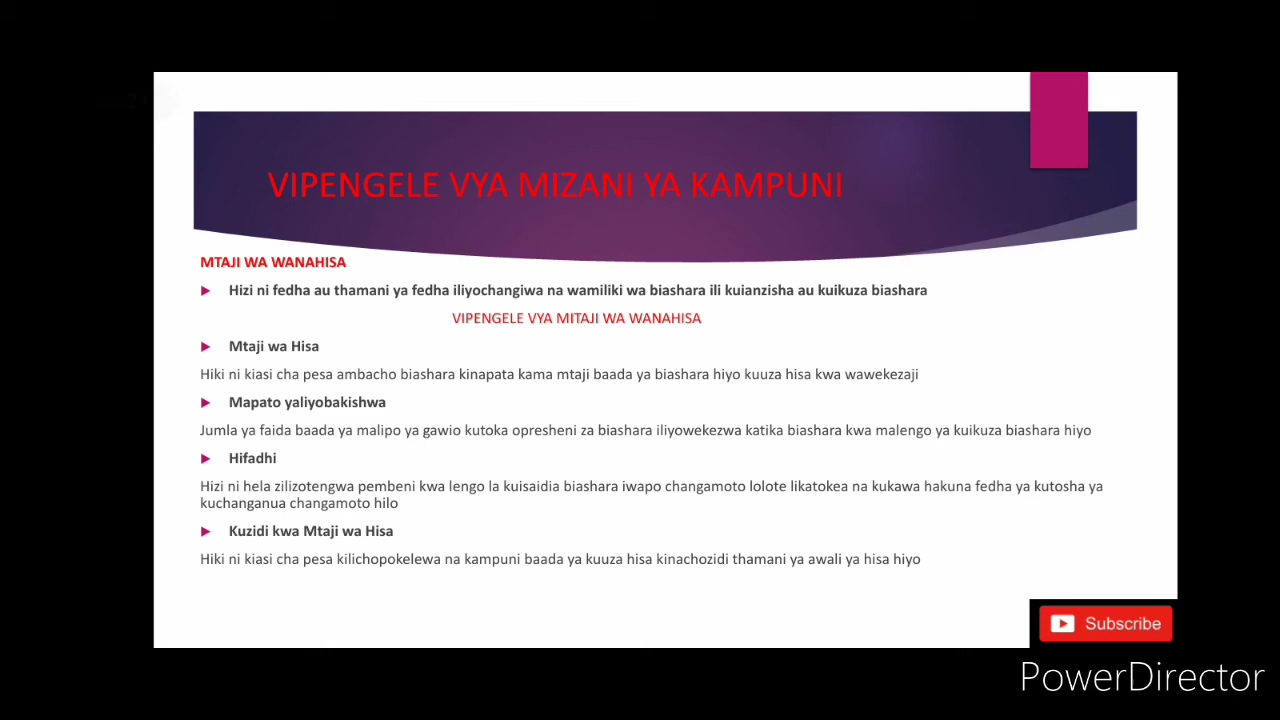 VIPENGELE VYA MIZANI YA KAMPUNI
MTAJI WA WANAHISA
Hizi ni fedha au thamani ya fedha iliyochangiwa na wamiliki wa biashara ili kuianzisha au kuikuza biashara
VIPENGELE VYA MITAJI WA WANAHISA
Mtaji wa Hisa
Hiki ni kiasi cha pesa ambacho biashara kinapata kama mtaji baada ya biashara hiyo kuuza hisa kwa wawekezaji
Mapato yaliyobakishwa
Jumla ya faida baada ya malipo ya gawio kutoka opresheni za biashara iliyowekezwa katika biashara kwa malengo ya kuikuza biashara hiyo
Hifadhi
Hizi ni hela zilizotengwa pembeni kwa lengo la kuisaidia biashara iwapo changamoto lolote likatokea na kukawa hakuna fedha ya kutosha ya
kuchanganua changamoto hilo
Kuzidi kwa Mtaji wa Hisa
Hiki ni kiasi cha pesa kilichopokelewa na kampuni baada ya kuuza hisa kinachozidi thamani ya awali ya hisa hiyo
Subscribe
PowerDirector